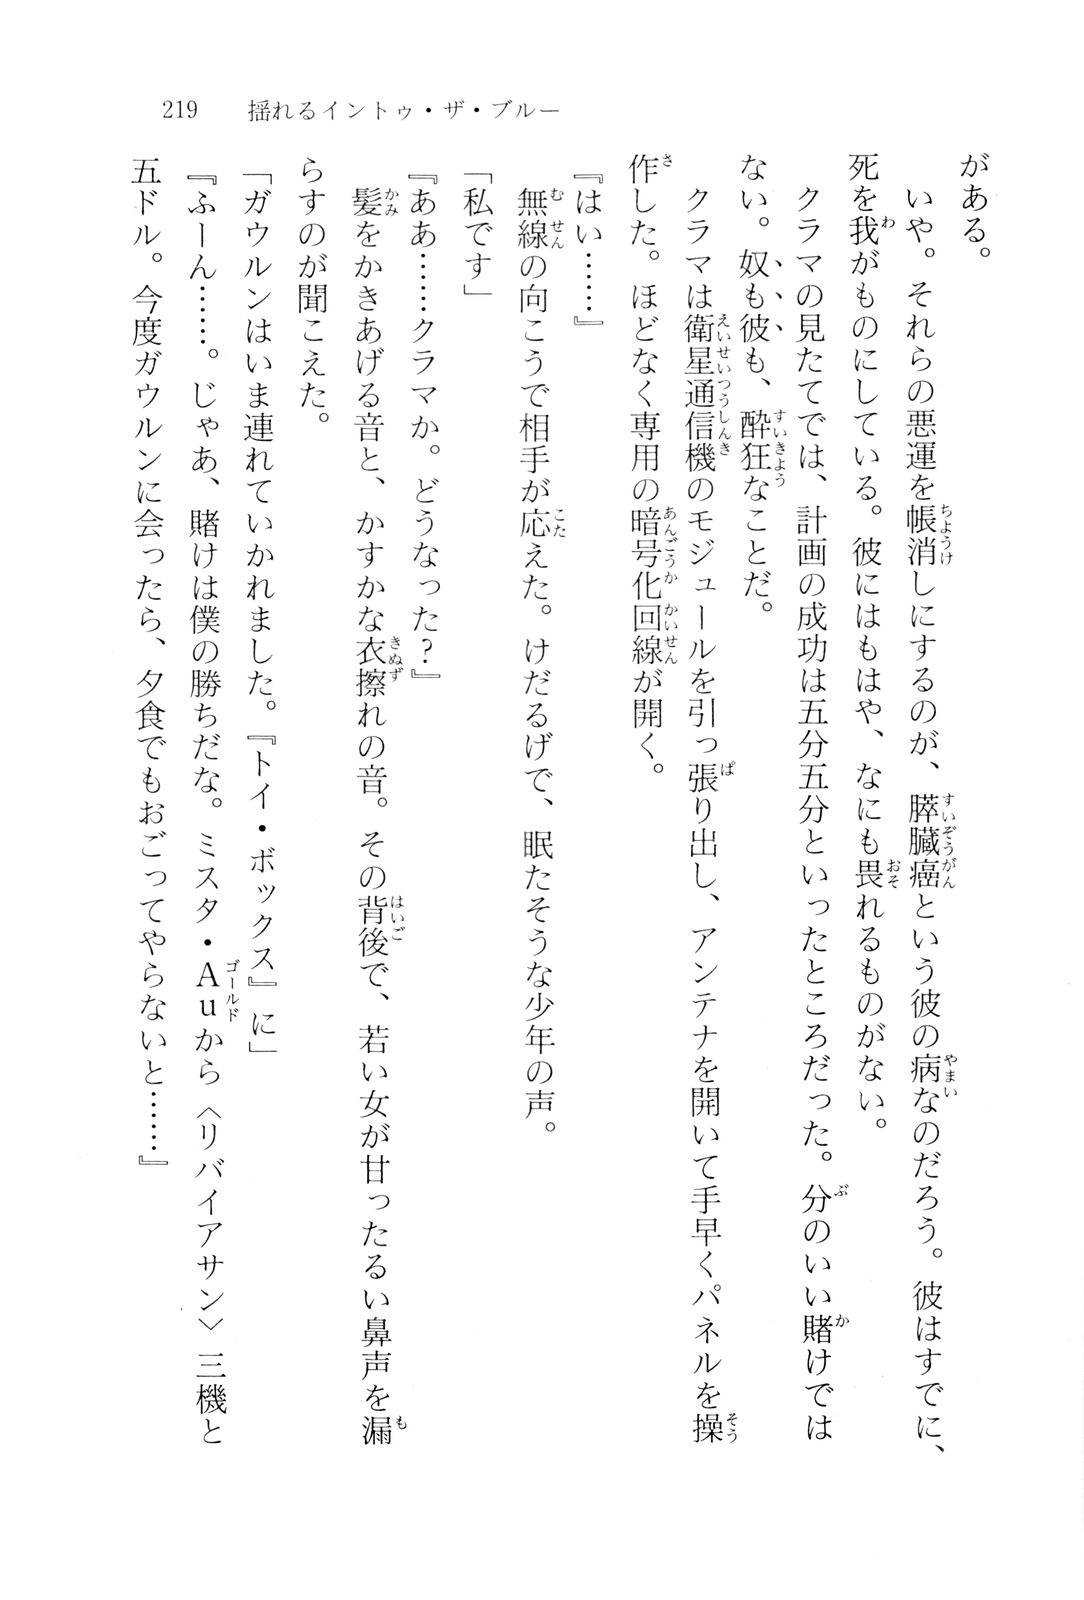 219　揺れるイントゥ・ザ・ブルー
がある。
　いや。それらの悪運を帳消しにするのが、膵臓癌という彼の病なのだろう。彼はすでに、
死を我がものにしている。彼にはもはや、なにも畏れるものがない。
　クラマの見たてでは、計画の成功は五分五分といったところだった。分のいい賭けでは
ない。奴も彼も、酔狂なことだ。
　クラマは衛星通信機のモジュールを引っ張り出し、アンテナを開いて手早くパネルを操
作した。ほどなく専用の暗号化回線が開く。
『はい……』
　無線の向こうで相手が応えた。けだるげで、眠たそうな少年の声。
「私です」
『ああ……クラマか。どうなった？』
　髪をかきあげる音と、かすかな衣擦れの音。その背後で、若い女が甘ったるい鼻声を漏
らすのが聞こえた。
「ガウルンはいま連れていかれました。『トイ・ボックス』に」
『ふーん……。じゃあ、賭けは僕の勝ちだな。ミスタ・Auから〈リバイアサン〉三機と
五ドル。今度ガウルンに会ったら、夕食でもおごってやらないと……』